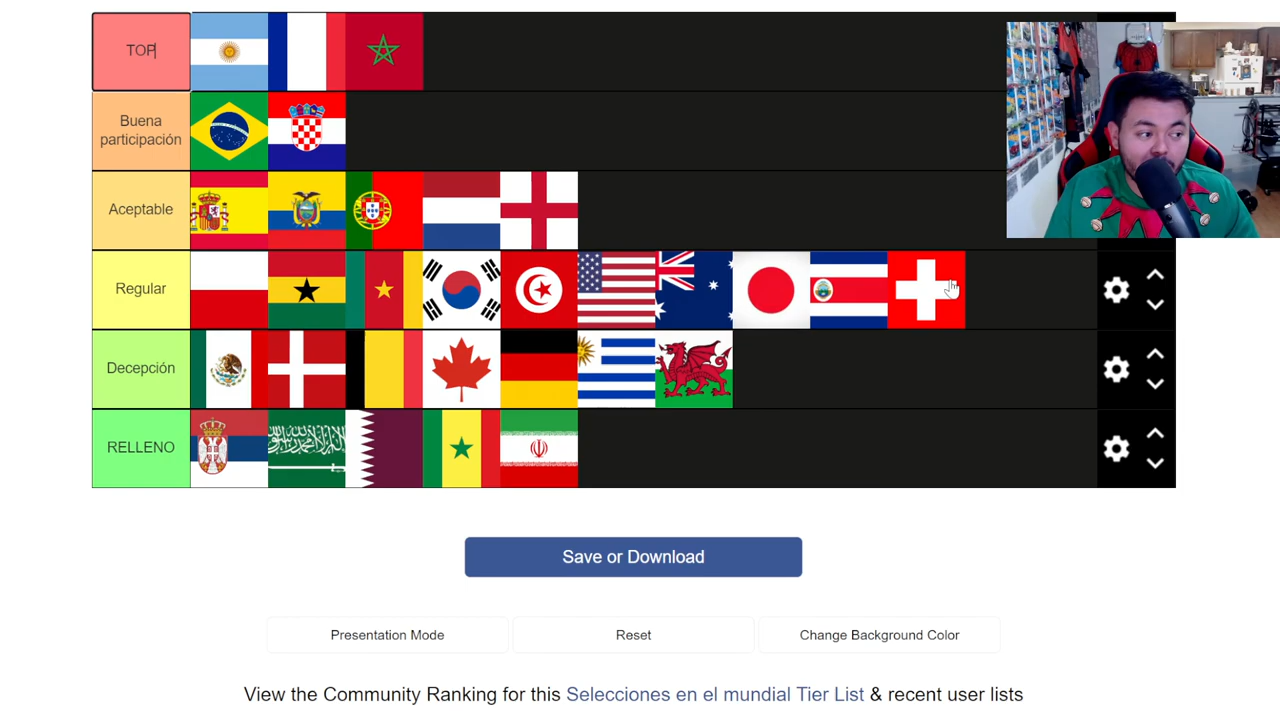 TOP
Buena
participación
Aceptable
Regular
Decepción
RELLENO
Save or Download
Presentation Mode
Reset
Change Background Color
View the Community Ranking for this Selecciones en el mundial Tier List & recent user lists